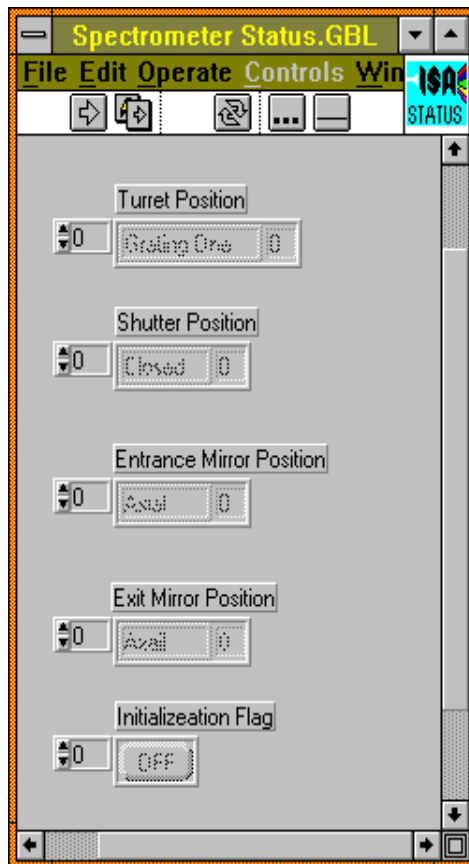 Spectrometer Status.GBL
File Edit Operate Controls Win
ISA
STATUS
Turret Position
0 Grating One 0
Shutter Position
0 Closed 0
Entrance Mirror Position
0 Axial 0
Exit Mirror Position
0 Axail 0
Initializeation Flag
0 OFF